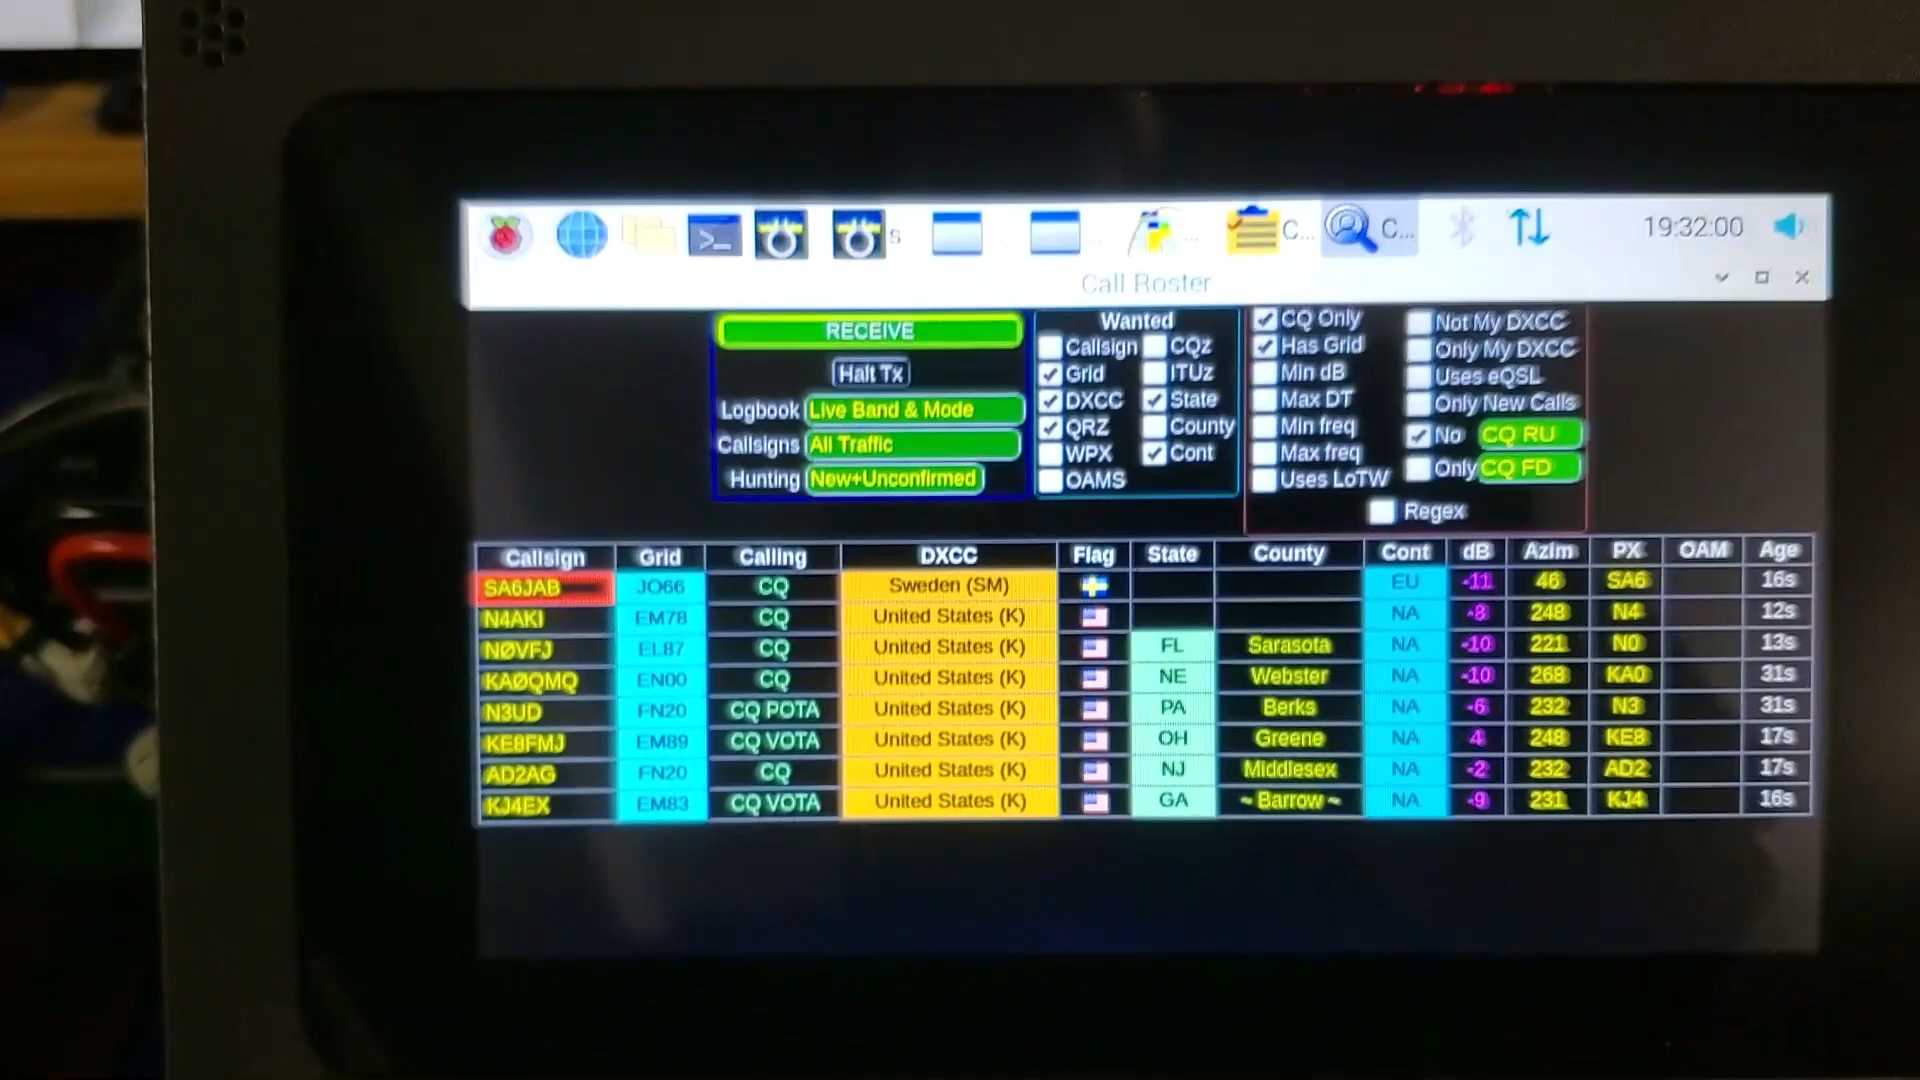 S C... C... 19:32:00
Call Roster
RECEIVE
Halt Tx
Logbook Live Band & Mode
Callsigns All Traffic
Hunting New+Unconfirmed
Wanted
Callsign CQz
Grid ITUz
DXCC State
QRZ County
WPX Cont
OAMS
CQ Only Not My DXCC
Has Grid Only My DXCC
Min dB Uses eQSL
Max DT Only New Calls
Min freq No CQ RU
Max freq Only CQ FD
Uses LoTW
Regex
Callsign Grid Calling DXCC Flag State County Cont dB Azim PX OAM Age
SA6JAB JO66 CQ Sweden (SM) EU -11 46 SA6 16s
N4AKI EM78 CQ United States (K) NA -8 248 N4 12s
NØVFJ EL87 CQ United States (K) FL Sarasota NA -10 221 N0 13s
KAØQMQ EN00 CQ United States (K) NE Webster NA -10 268 KA0 31s
N3UD FN20 CQ POTA United States (K) PA Berks NA -6 232 N3 31s
KE8FMJ EM89 CQ VOTA United States (K) OH Greene NA 4 248 KE8 17s
AD2AG FN20 CQ United States (K) NJ Middlesex NA -2 232 AD2 17s
KJ4EX EM83 CQ VOTA United States (K) GA ~ Barrow ~ NA -9 231 KJ4 16s